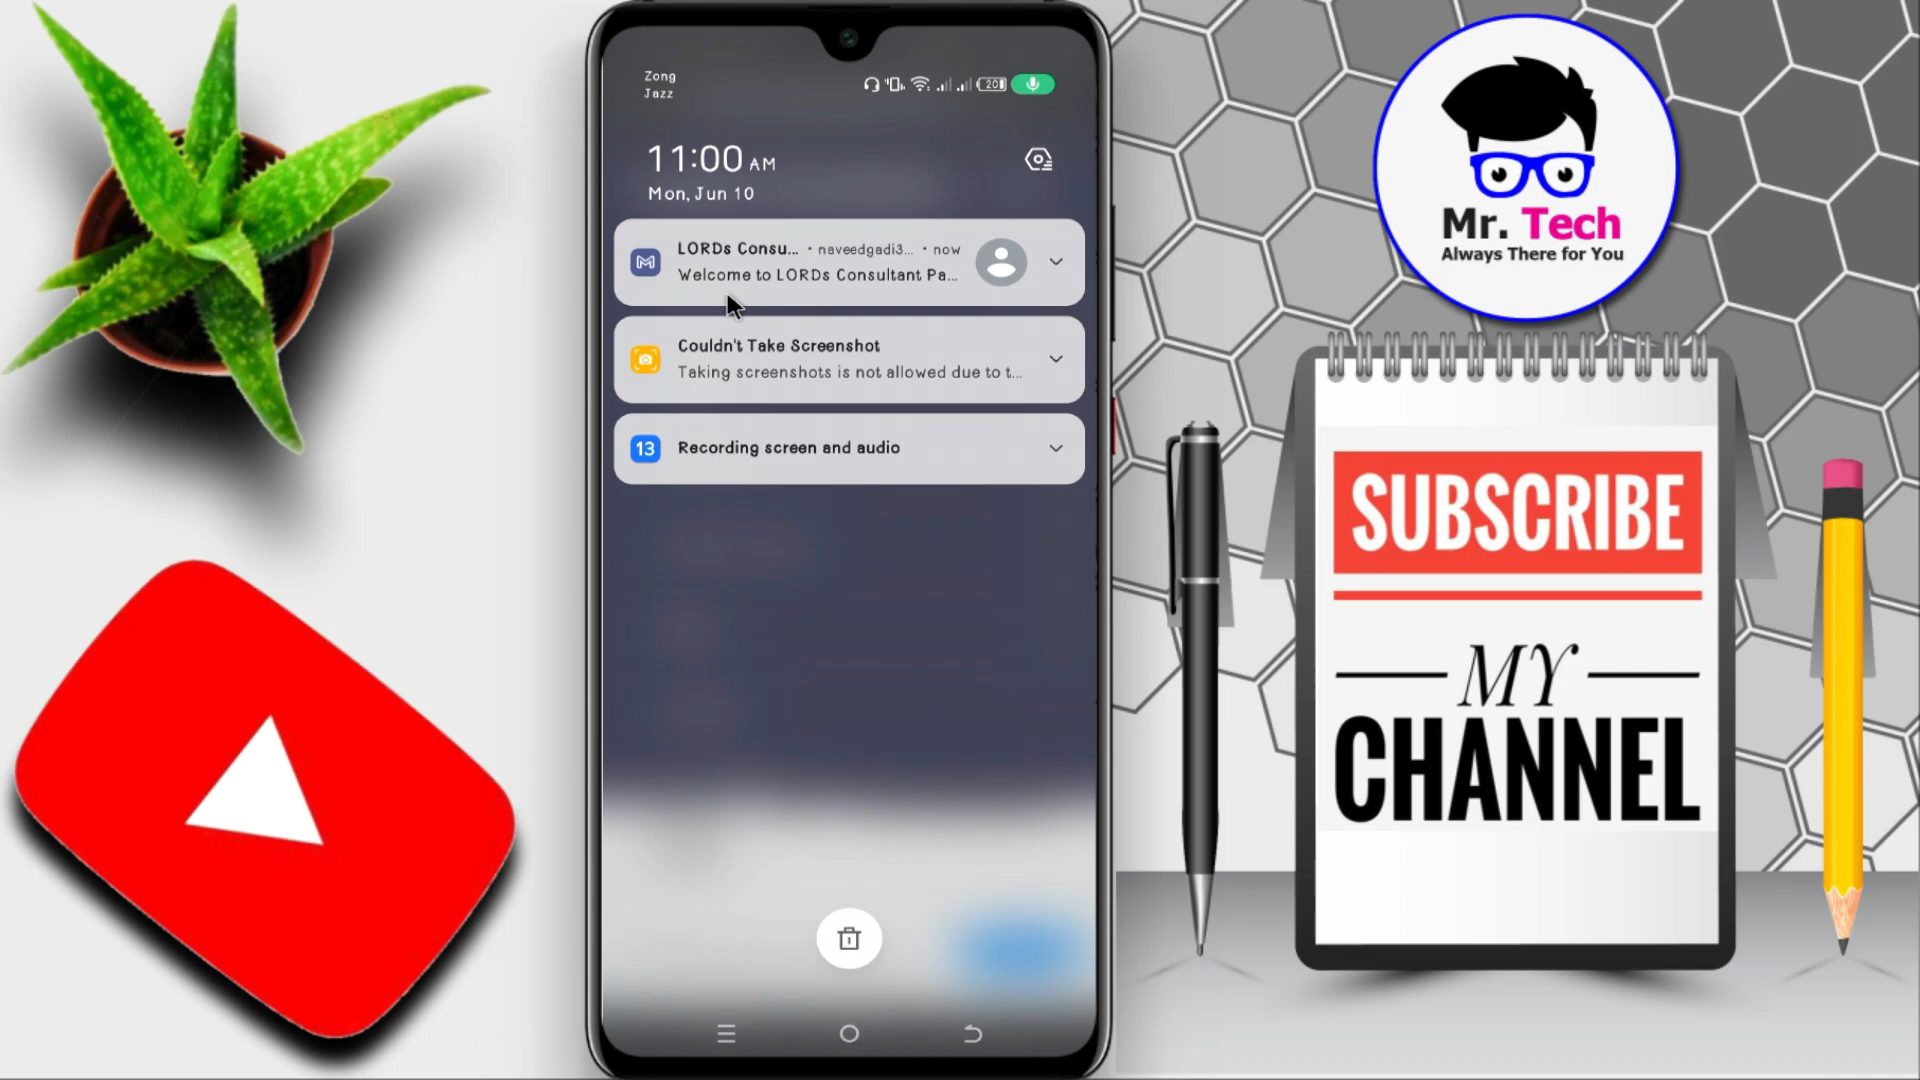 Zong
Jazz
20
11:00 AM
Mon, Jun 10
LORDs Consu... • naveedgadi3... • now
Welcome to LORDs Consultant Pa...
Couldn't Take Screenshot
Taking screenshots is not allowed due to t...
13
Recording screen and audio
Mr. Tech
Always There for You
SUBSCRIBE
MY
CHANNEL